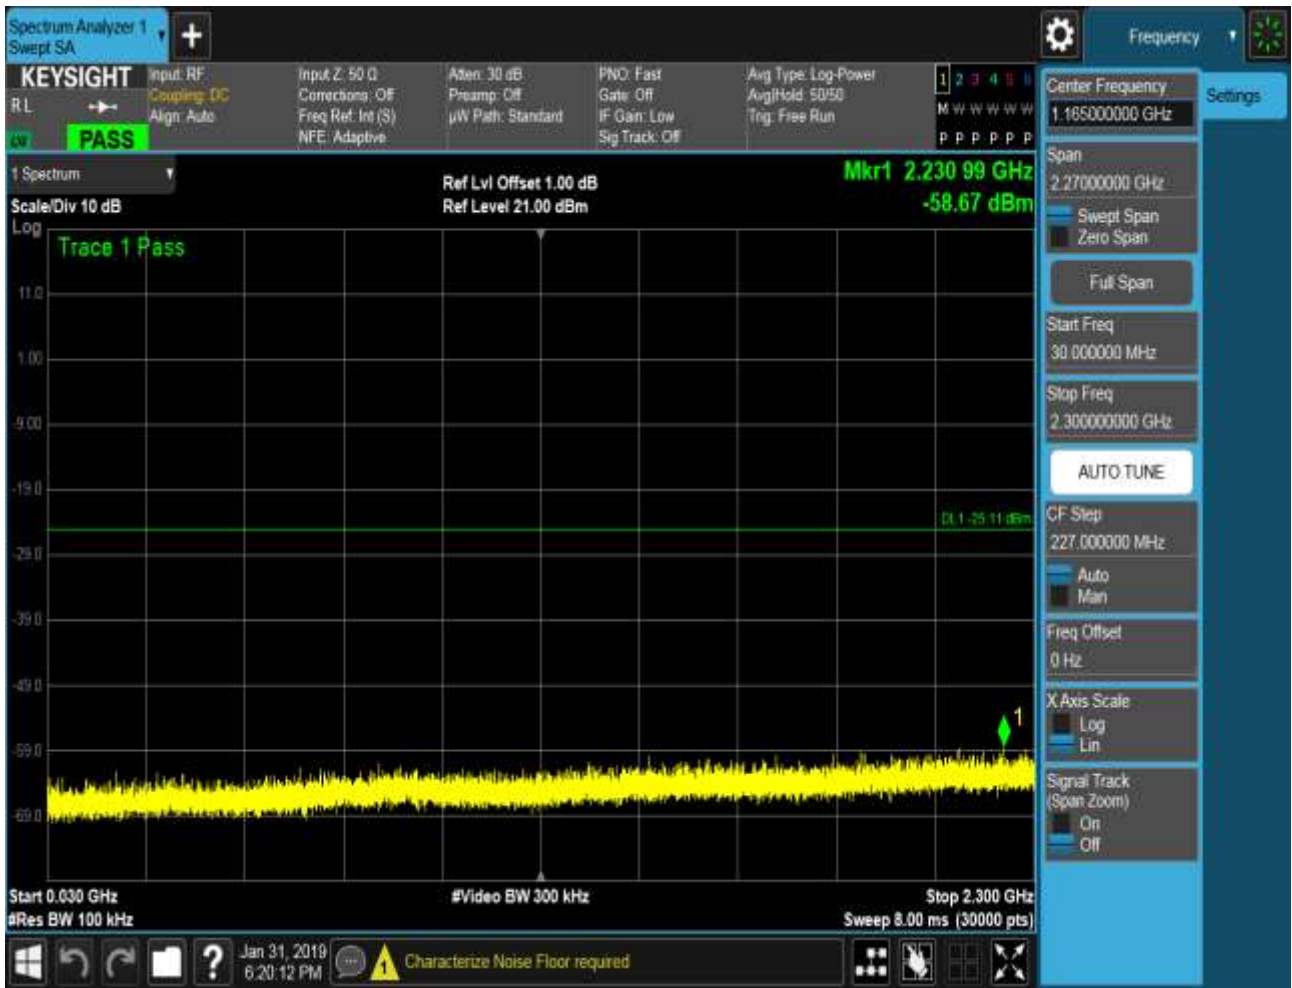 Spectrum Analyzer 1
Swept SA
Frequency
KEYSIGHT
R L
PASS
Input: RF
Coupling: DC
Align: Auto
Input Z: 50 Ω
Corrections: Off
Freq Ref: Int (S)
NFE: Adaptive
Atten: 30 dB
Preamp: Off
µW Path: Standard
PNO: Fast
Gate: Off
IF Gain: Low
Sig Track: Off
Avg Type: Log-Power
Avg|Hold: 50/50
Trig: Free Run
1 2 3 4 5 6
M W W W W W
P P P P P P
1 Spectrum
Scale/Div 10 dB
Log
Ref Lvl Offset 1.00 dB
Ref Level 21.00 dBm
Mkr1 2.230 99 GHz
-58.67 dBm
Trace 1 Pass
11.0
1.00
-9.00
-19.0
DL1 -25.11 dBm
-29.0
-39.0
-49.0
1
-59.0
-69.0
Start 0.030 GHz
#Res BW 100 kHz
#Video BW 300 kHz
Stop 2.300 GHz
Sweep 8.00 ms (30000 pts)
?
Jan 31, 2019
6:20:12 PM
1
Characterize Noise Floor required
Center Frequency
1.165000000 GHz
Settings
Span
2.27000000 GHz
Swept Span
Zero Span
Full Span
Start Freq
30.000000 MHz
Stop Freq
2.300000000 GHz
AUTO TUNE
CF Step
227.000000 MHz
Auto
Man
Freq Offset
0 Hz
X Axis Scale
Log
Lin
Signal Track
(Span Zoom)
On
Off